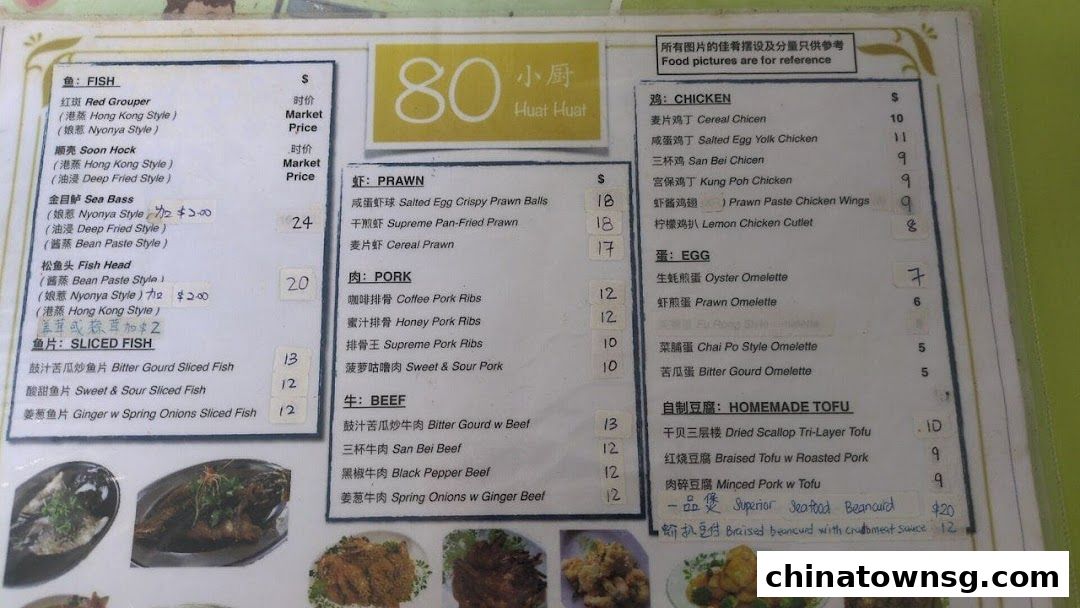 鱼: FISH $
红斑 Red Grouper 时价
( 港蒸 Hong Kong Style ) Market
( 娘惹 Nyonya Style ) Price
顺壳 Soon Hock 时价
( 港蒸 Hong Kong Style ) Market
( 油浸 Deep Fried Style ) Price
金目鲈 Sea Bass
( 娘惹 Nyonya Style 加 $2.00
( 油浸 Deep Fried Style ) 24
( 酱蒸 Bean Paste Style )
松鱼头 Fish Head
( 酱蒸 Bean Paste Style ) 20
( 娘惹 Nyonya Style ) 加 $2.00
( 港蒸 Hong Kong Style )
姜茸或蒜茸加$2
鱼片: SLICED FISH
鼓汁苦瓜炒鱼片 Bitter Gourd Sliced Fish 13
酸甜鱼片 Sweet & Sour Sliced Fish 12
姜葱鱼片 Ginger w Spring Onions Sliced Fish 12
80 小厨
Huat Huat
虾: PRAWN $
咸蛋虾球 Salted Egg Crispy Prawn Balls 18
干煎虾 Supreme Pan-Fried Prawn 18
麦片虾 Cereal Prawn 17
肉: PORK
咖啡排骨 Coffee Pork Ribs 12
蜜汁排骨 Honey Pork Ribs 12
排骨王 Supreme Pork Ribs 10
菠萝咕噜肉 Sweet & Sour Pork 10
牛: BEEF
鼓汁苦瓜炒牛肉 Bitter Gourd w Beef 13
三杯牛肉 San Bei Beef 12
黑椒牛肉 Black Pepper Beef 12
姜葱牛肉 Spring Onions w Ginger Beef 12
所有图片的佳肴摆设及分量只供参考
Food pictures are for reference
鸡: CHICKEN $
麦片鸡丁 Cereal Chicen 10
咸蛋鸡丁 Salted Egg Yolk Chicken 11
三杯鸡 San Bei Chicen 9
宫保鸡丁 Kung Poh Chicken 9
虾酱鸡翅 ) Prawn Paste Chicken Wings 9
柠檬鸡扒 Lemon Chicken Cutlet 8
蛋: EGG
生蚝煎蛋 Oyster Omelette 7
虾煎蛋 Prawn Omelette 6
芙蓉蛋 Fu Rong Style Omelette
菜脯蛋 Chai Po Style Omelette 5
苦瓜蛋 Bitter Gourd Omelette 5
自制豆腐: HOMEMADE TOFU
干贝三层楼 Dried Scallop Tri-Layer Tofu 10
红烧豆腐 Braised Tofu w Roasted Pork 9
肉碎豆腐 Minced Pork w Tofu 9
一品煲 Superior Seafood Beancurd $20
Braised beancurd with crabmeat sauce 12
chinatownsg.com